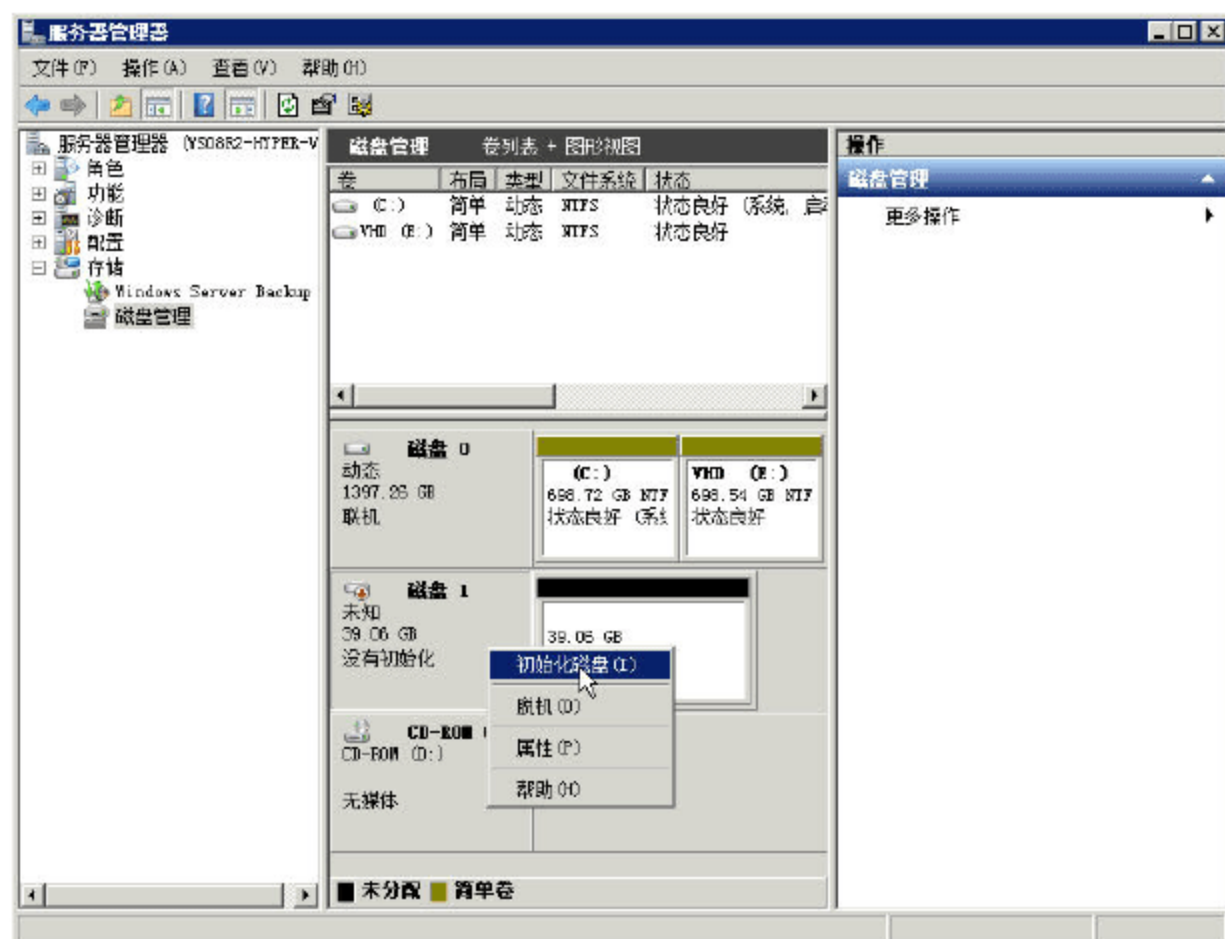 服务器管理器
文件(F) 操作(A) 查看(V) 帮助(H)
服务器管理器 (YS08R2-HYPER-V
角色
功能
诊断
配置
存储
Windows Server Backup
磁盘管理
磁盘管理 卷列表 + 图形视图
卷 布局 类型 文件系统 状态
(C:) 简单 动态 NTFS 状态良好 (系统, 启
VHD (E:) 简单 动态 NTFS 状态良好
磁盘 0
动态
1397.26 GB
联机
(C:)
698.72 GB NTF
状态良好 (系统
VHD (E:)
698.54 GB NTF
状态良好
磁盘 1
未知
39.06 GB
没有初始化
39.06 GB
初始化磁盘(I)
脱机(O)
属性(P)
帮助(H)
CD-ROM
CD-ROM (D:)
无媒体
未分配 简单卷
操作
磁盘管理
更多操作